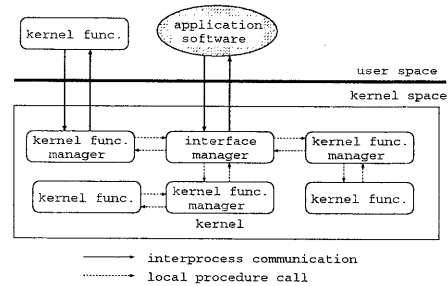 kernel func.
application
software
user space
kernel space
kernel func.
manager
interface
manager
kernel func.
manager
kernel func.
kernel func.
manager
kernel func.
kernel
interprocess communication
local procedure call